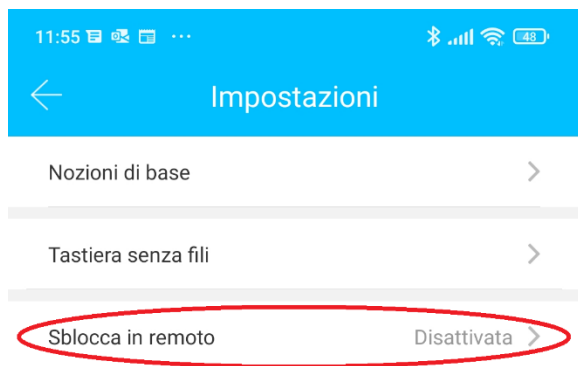 11:55 ...
48
Impostazioni
Nozioni di base
Tastiera senza fili
Sblocca in remoto Disattivata